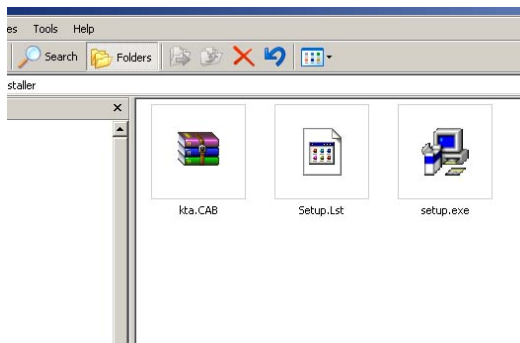 es Tools Help
Search Folders
staller
kta.CAB Setup.Lst setup.exe